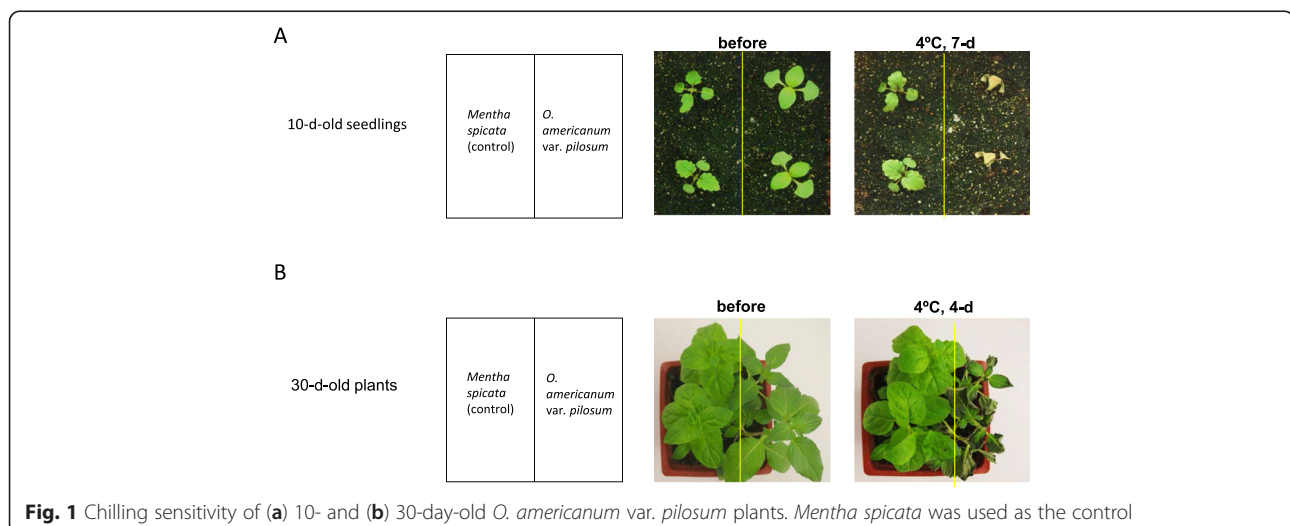 A
before
4ºC, 7-d
10-d-old seedlings
Mentha
spicata
(control)
O.
americanum
var. pilosum
B
before
4ºC, 4-d
30-d-old plants
Mentha
spicata
(control)
O.
americanum
var. pilosum
Fig. 1 Chilling sensitivity of (a) 10- and (b) 30-day-old O. americanum var. pilosum plants. Mentha spicata was used as the control